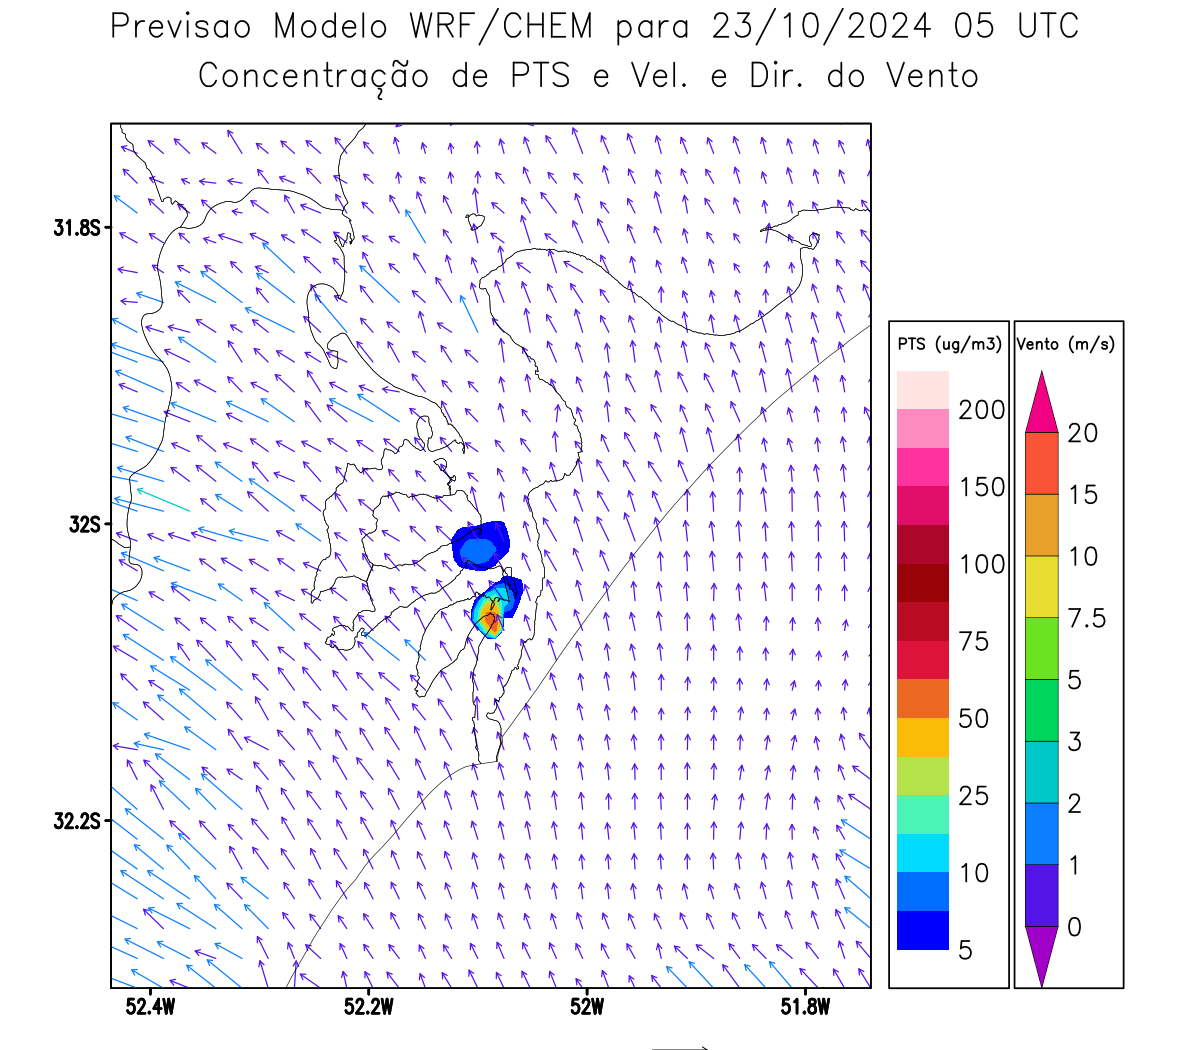 Previsao Modelo WRF/CHEM para 23/10/2024 05 UTC
Concentração de PTS e Vel. e Dir. do Vento
31.8S
32S
32.2S
52.4W 52.2W 52W 51.8W
PTS (ug/m3)
200
150
100
75
50
25
10
5
Vento (m/s)
20
15
10
7.5
5
3
2
1
0